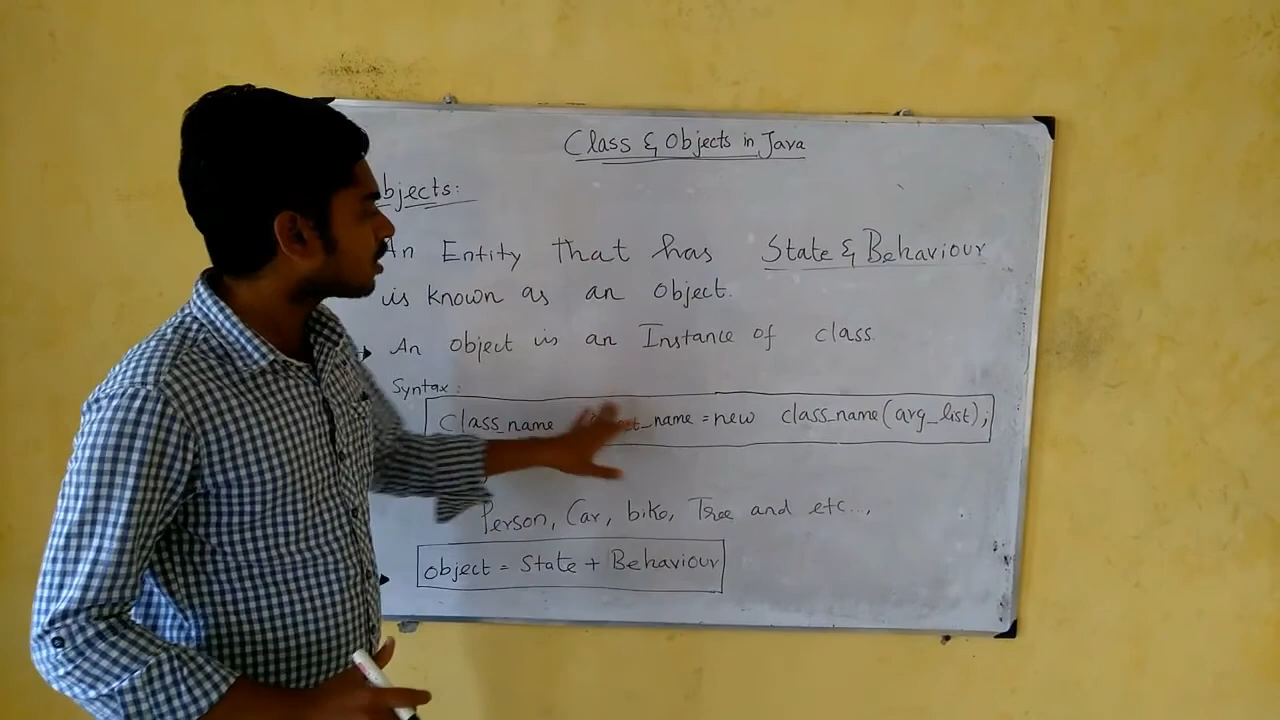 Class & Objects in Java
bjects:
An Entity that has State & Behaviour
is known as an object.
An object is an Instance of class.
Syntax:
Class_name _name = new class_name(arg_list);
Person, Car, bike, Tree and etc...,
object = State + Behaviour